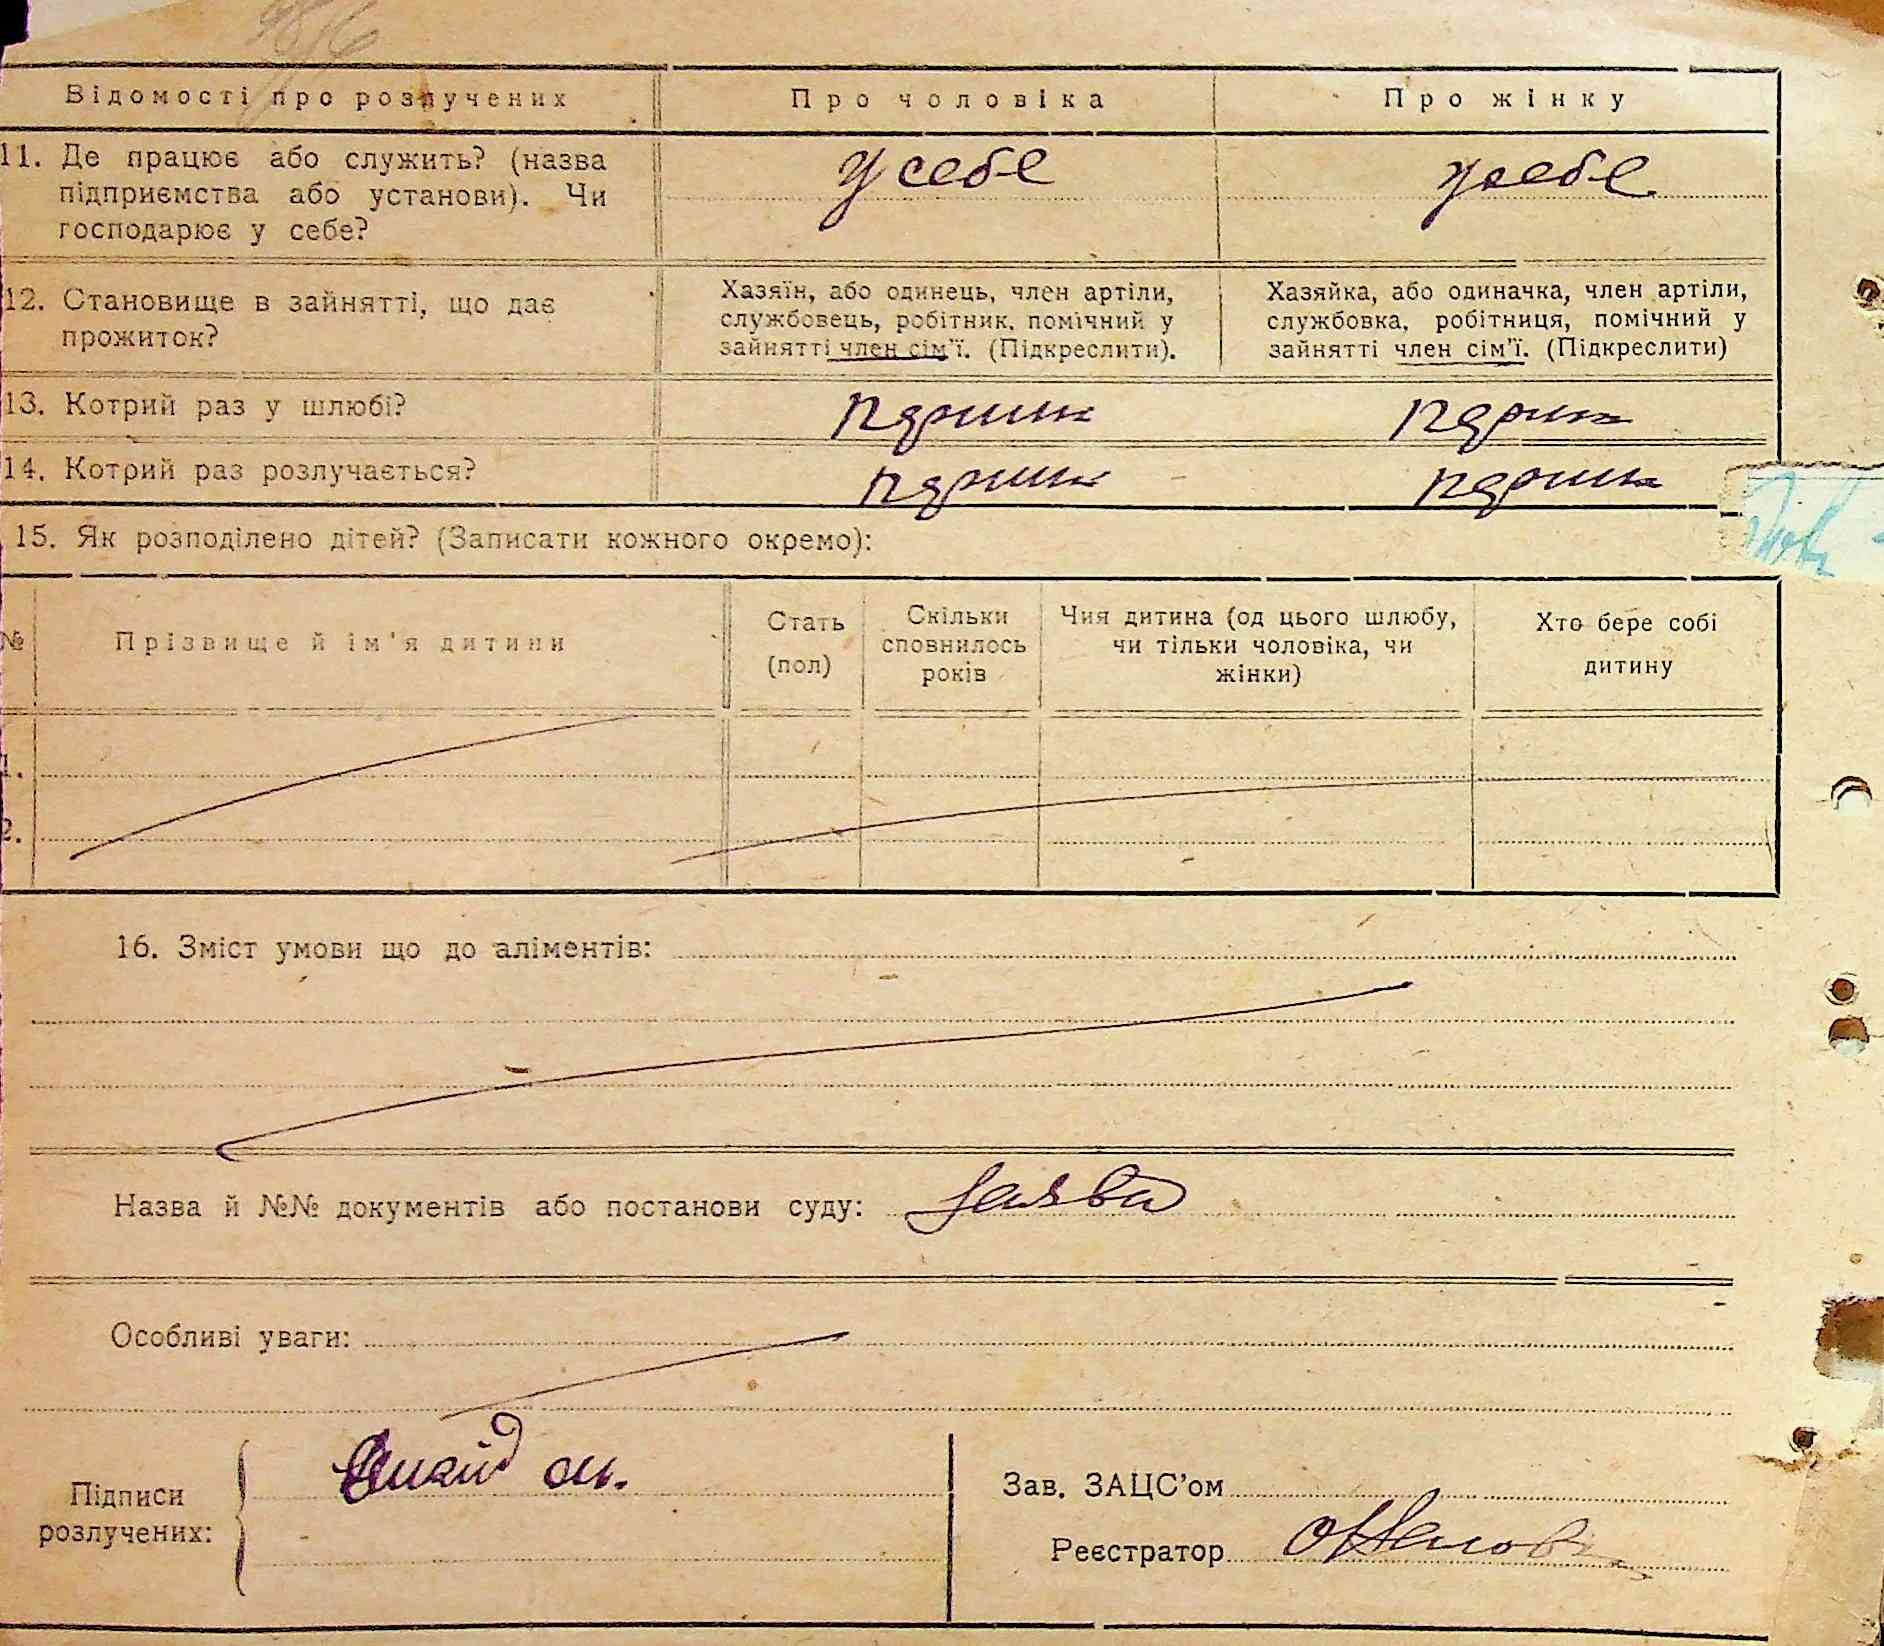 Відомості про розлучених
Про чоловіка
Про жінку
11. Де працює або служить? (назва
підприємства або установи). Чи
господарює у себе?
у себе
у себе
12. Становище в зайнятті, що дає
прожиток?
Хазяїн, або одинець, член артіли,
службовець, робітник, помічний у
зайнятті член сім'ї. (Підкреслити).
Хазяйка, або одиначка, член артіли,
службовка, робітниця, помічний у
зайнятті член сім'ї. (Підкреслити)
13. Котрий раз у шлюбі?
14. Котрий раз розлучається?
15. Як розподілено дітей? (Записати кожного окремо):
№
Прізвище й ім'я дитини
Стать
(пол)
Скільки
сповнилось
років
Чия дитина (од цього шлюбу,
чи тільки чоловіка, чи
жінки)
Хто бере собі
дитину
1.
2.
16. Зміст умови що до аліментів:
Назва й №№ документів або постанови суду: Заява
Особливі уваги:
Підписи
розлучених:
Зав. ЗАЦС'ом
Реєстратор